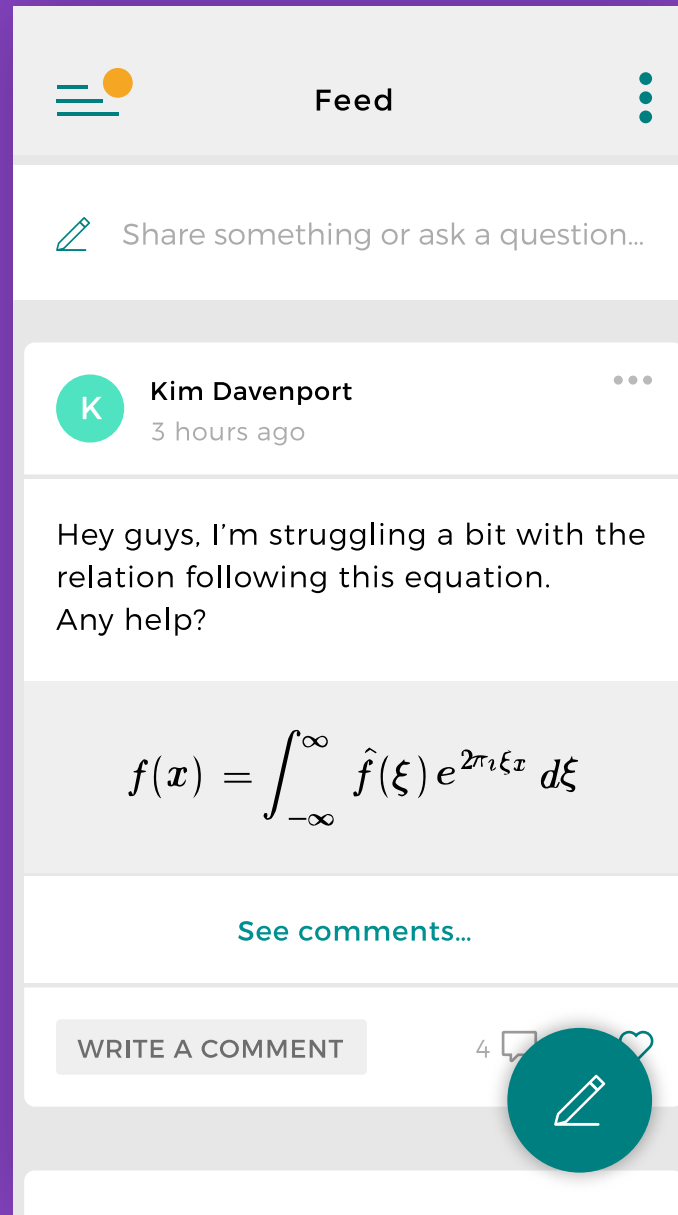 Feed
Share something or ask a question...
K
Kim Davenport
3 hours ago
Hey guys, I'm struggling a bit with the
relation following this equation.
Any help?
f(x) = ∫_{-∞}^{∞} f̂(ξ) e^{2πıξx} dξ
See comments...
WRITE A COMMENT
4